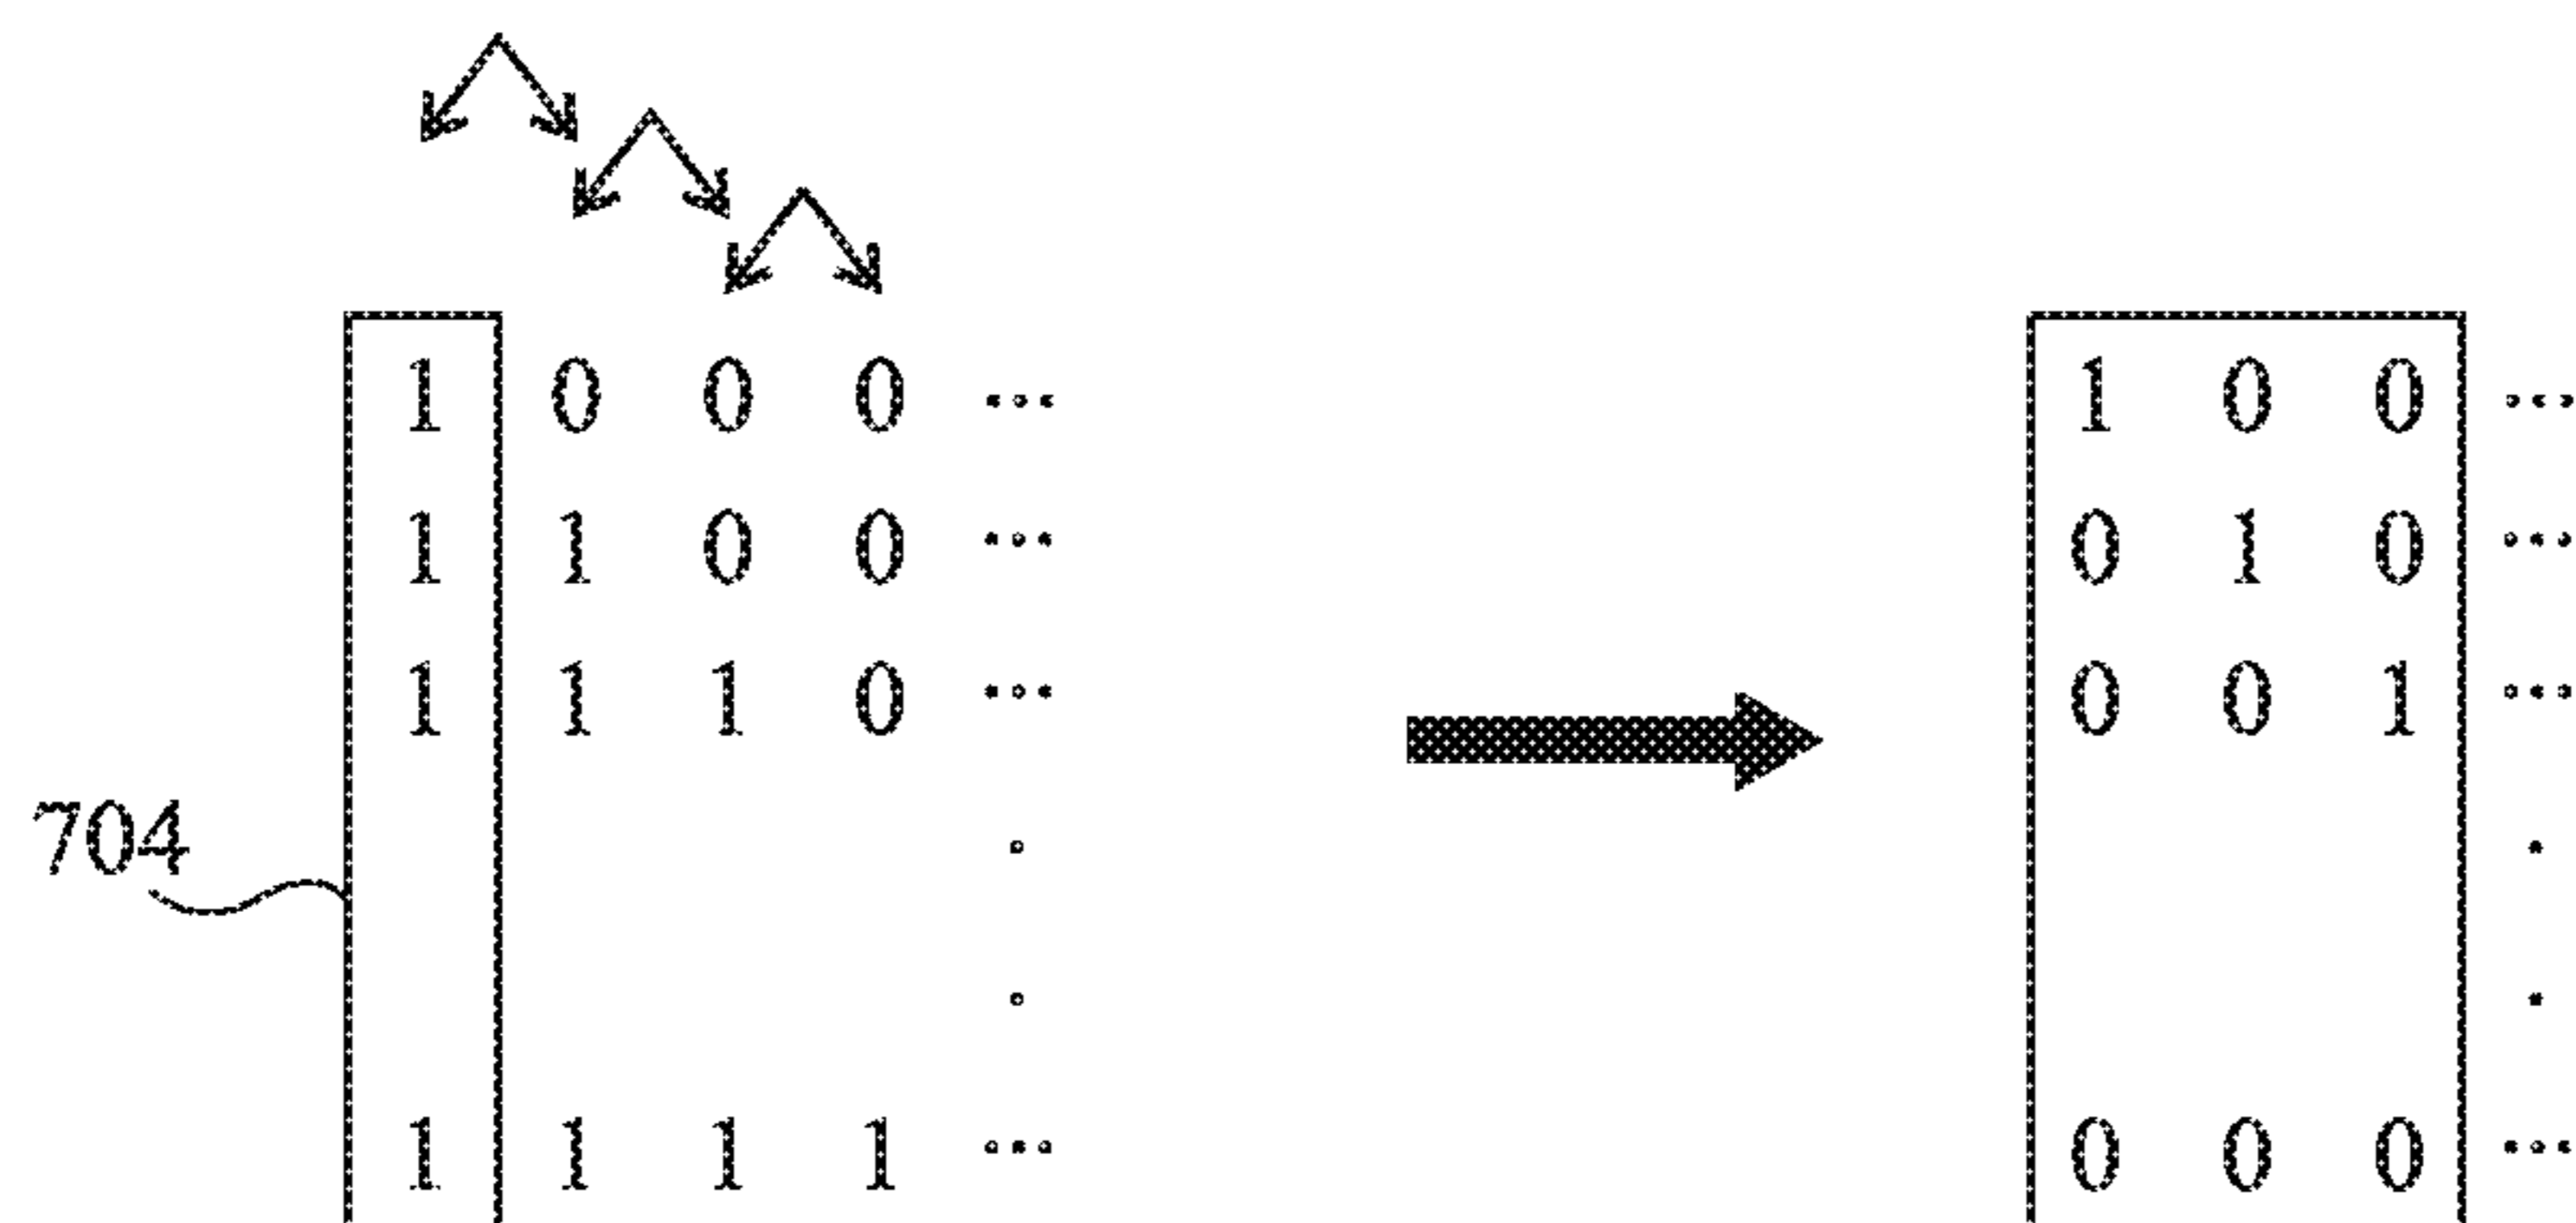 1 0 0 0 ... 1 0 0 ...
1 1 0 0 ... 0 1 0 ...
1 1 1 0 ... 0 0 1 ...
704
1 1 1 1 ... 0 0 0 ...